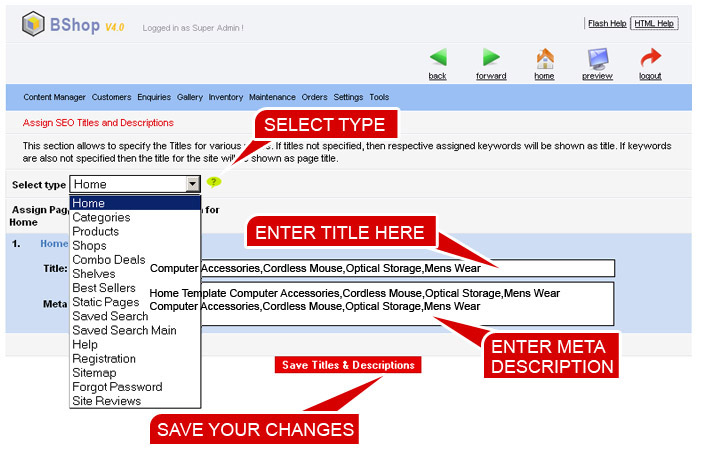 BShop V4.0 Logged in as Super Admin !
Flash Help HTML Help
back forward home preview logout
Content Manager Customers Enquiries Gallery Inventory Maintenance Orders Settings Tools
Assign SEO Titles and Descriptions
SELECT TYPE
This section allows to specify the Titles for various . If titles not specified, then respective assigned keywords will be shown as title. If keywords
are also not specified then the title for the site will be shown as page title.
Select type Home ?
Home
Categories
Products
Shops
Combo Deals
Shelves
Best Sellers
Static Pages
Saved Search
Saved Search Main
Help
Registration
Sitemap
Forgot Password
Site Reviews
Assign for
Home
1. Home
ENTER TITLE HERE
Title: Computer Accessories,Cordless Mouse,Optical Storage,Mens Wear
Meta Home Template Computer Accessories,Cordless Mouse,Optical Storage,Mens Wear
Computer Accessories,Cordless Mouse,Optical Storage,Mens Wear
ENTER META
DESCRIPTION
Save Titles & Descriptions
SAVE YOUR CHANGES